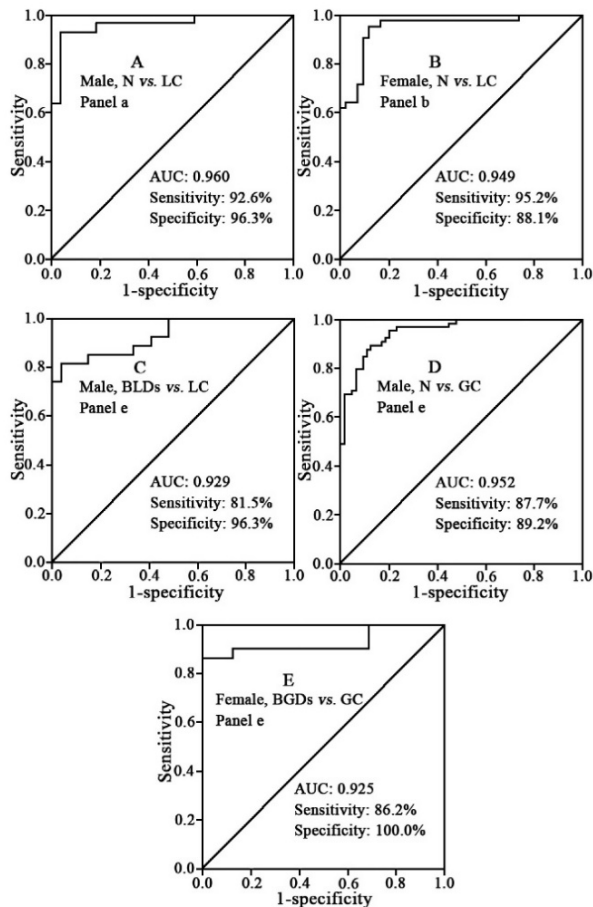 1.0
0.8
0.6
0.4
0.2
0.0
Sensitivity
A
Male, N vs. LC
Panel a
AUC: 0.960
Sensitivity: 92.6%
Specificity: 96.3%
0.0 0.2 0.4 0.6 0.8 1.0
1-specificity
1.0
0.8
0.6
0.4
0.2
0.0
Sensitivity
B
Female, N vs. LC
Panel b
AUC: 0.949
Sensitivity: 95.2%
Specificity: 88.1%
0.0 0.2 0.4 0.6 0.8 1.0
1-specificity
1.0
0.8
0.6
0.4
0.2
0.0
Sensitivity
C
Male, BLDs vs. LC
Panel e
AUC: 0.929
Sensitivity: 81.5%
Specificity: 96.3%
0.0 0.2 0.4 0.6 0.8 1.0
1-specificity
1.0
0.8
0.6
0.4
0.2
0.0
Sensitivity
D
Male, N vs. GC
Panel e
AUC: 0.952
Sensitivity: 87.7%
Specificity: 89.2%
0.0 0.2 0.4 0.6 0.8 1.0
1-specificity
1.0
0.8
0.6
0.4
0.2
0.0
Sensitivity
E
Female, BGDs vs. GC
Panel e
AUC: 0.925
Sensitivity: 86.2%
Specificity: 100.0%
0.0 0.2 0.4 0.6 0.8 1.0
1-specificity